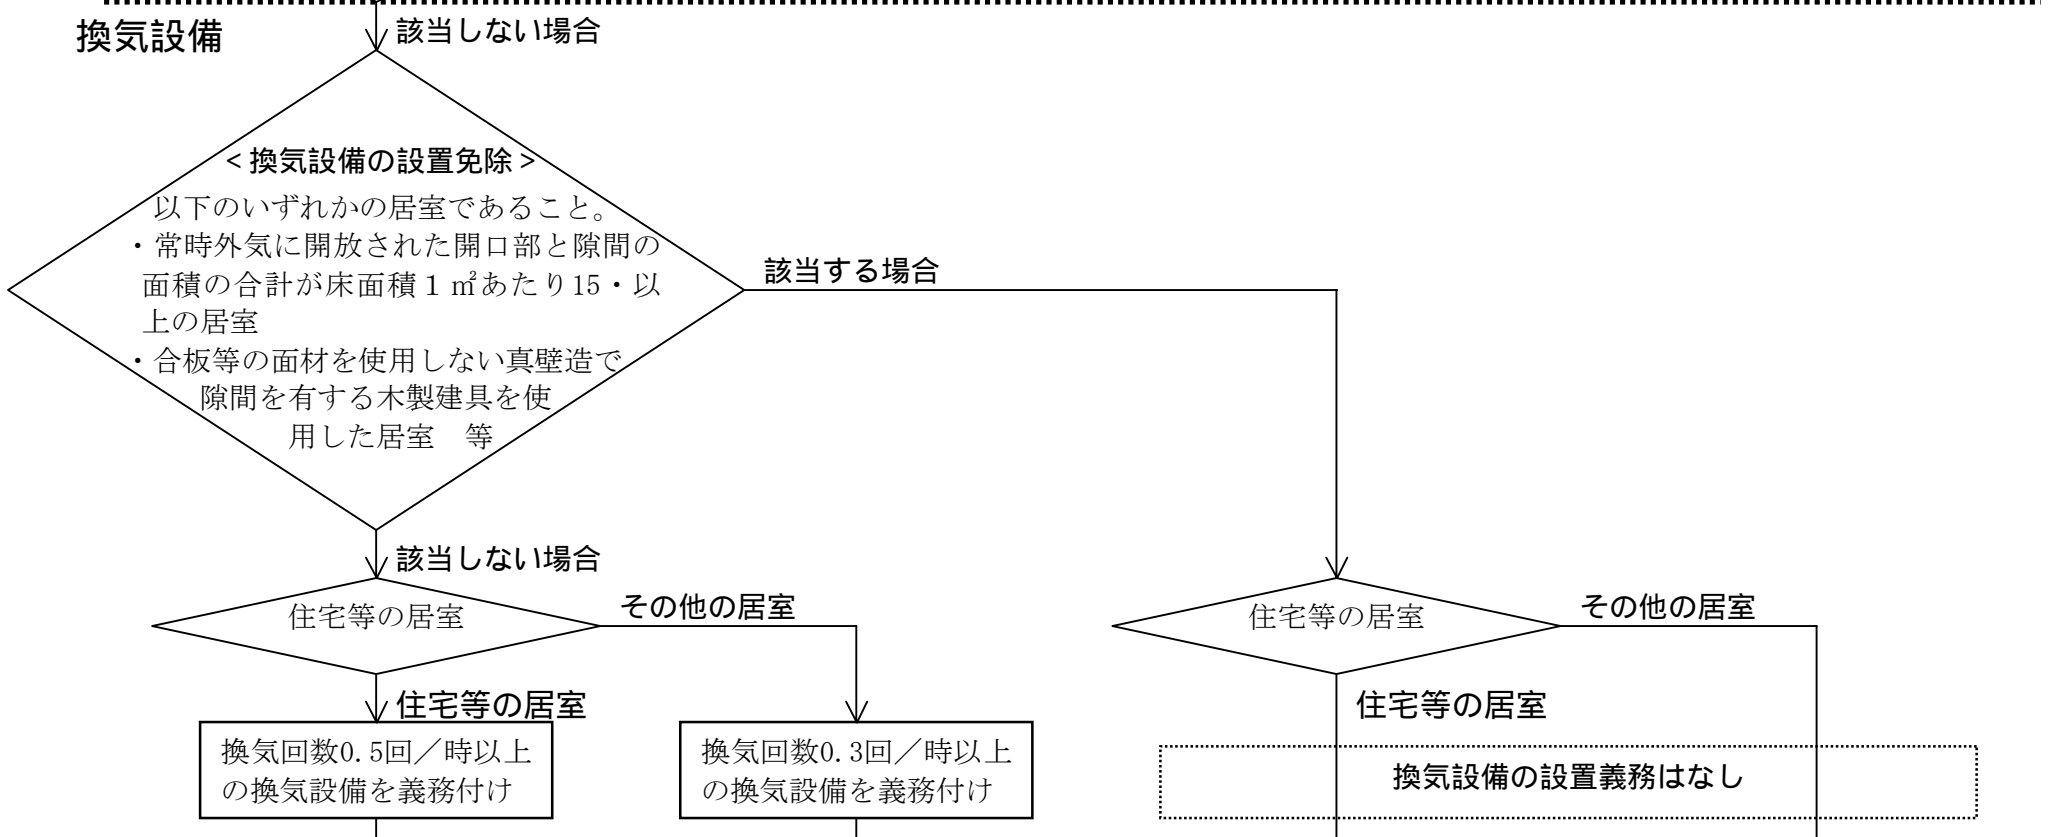 換気設備
該当しない場合
<換気設備の設置免除>
以下のいずれかの居室であること。
・常時外気に開放された開口部と隙間の
面積の合計が床面積１㎡あたり15・以
上の居室
・合板等の面材を使用しない真壁造で
隙間を有する木製建具を使
用した居室　等
該当する場合
該当しない場合
住宅等の居室
その他の居室
住宅等の居室
その他の居室
住宅等の居室
住宅等の居室
換気回数0.5回／時以上
の換気設備を義務付け
換気回数0.3回／時以上
の換気設備を義務付け
換気設備の設置義務はなし